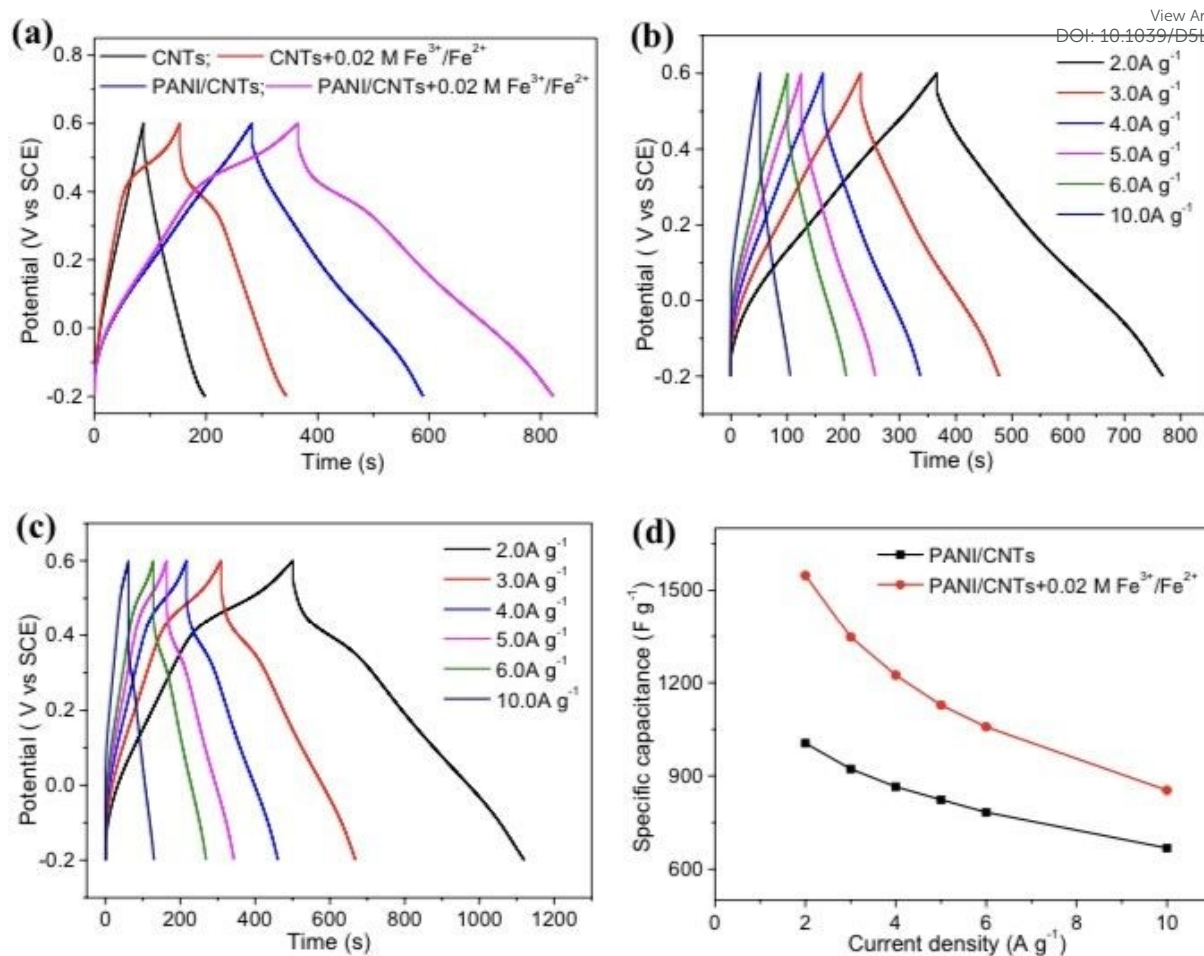 View Ar
DOI: 10.1039/D5L
(a)
0.8
0.6
0.4
0.2
0.0
-0.2
Potential (V vs SCE)
CNTs; CNTs+0.02 M Fe³⁺/Fe²⁺
PANI/CNTs; PANI/CNTs+0.02 M Fe³⁺/Fe²⁺
0 200 400 600 800
Time (s)
(b)
0.6
0.4
0.2
0.0
-0.2
Potential ( V vs SCE)
2.0A g⁻¹
3.0A g⁻¹
4.0A g⁻¹
5.0A g⁻¹
6.0A g⁻¹
10.0A g⁻¹
0 100 200 300 400 500 600 700 800
Time (s)
(c)
0.6
0.4
0.2
0.0
-0.2
Potential ( V vs SCE)
2.0A g⁻¹
3.0A g⁻¹
4.0A g⁻¹
5.0A g⁻¹
6.0A g⁻¹
10.0A g⁻¹
0 200 400 600 800 1000 1200
Time (s)
(d)
1500
1200
900
600
Specific capacitance (F g⁻¹)
PANI/CNTs
PANI/CNTs+0.02 M Fe³⁺/Fe²⁺
0 2 4 6 8 10
Current density (A g⁻¹)